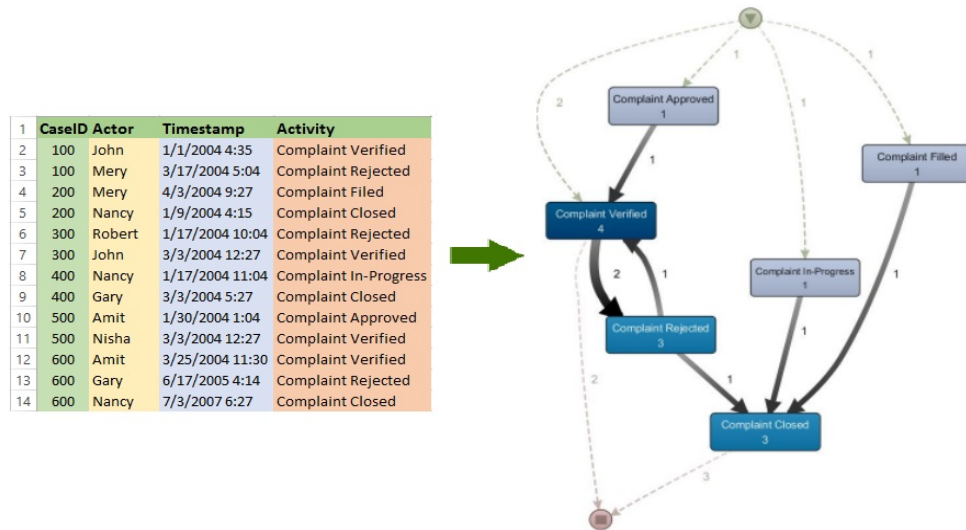 1 CaseID Actor Timestamp Activity
2 100 John 1/1/2004 4:35 Complaint Verified
3 100 Mery 3/17/2004 5:04 Complaint Rejected
4 200 Mery 4/3/2004 9:27 Complaint Filed
5 200 Nancy 1/9/2004 4:15 Complaint Closed
6 300 Robert 1/17/2004 10:04 Complaint Rejected
7 300 John 3/3/2004 12:27 Complaint Verified
8 400 Nancy 1/17/2004 11:04 Complaint In-Progress
9 400 Gary 3/3/2004 5:27 Complaint Closed
10 500 Amit 1/30/2004 1:04 Complaint Approved
11 500 Nisha 3/3/2004 12:27 Complaint Verified
12 600 Amit 3/25/2004 11:30 Complaint Verified
13 600 Gary 6/17/2005 4:14 Complaint Rejected
14 600 Nancy 7/3/2007 6:27 Complaint Closed
1
1
2
1
Complaint Approved
1
1
Complaint Filled
1
Complaint Verified
4
2
1
1
Complaint In-Progress
1
Complaint Rejected
3
1
2
1
Complaint Closed
3
3